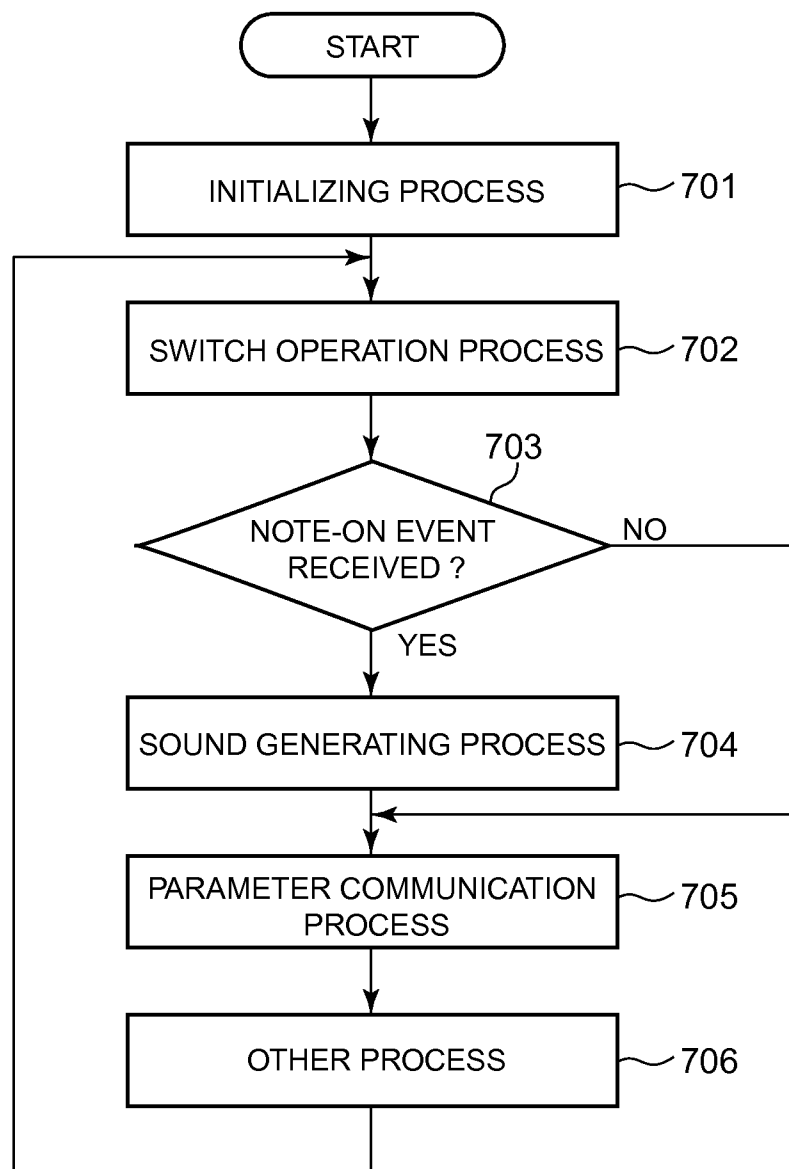 START
INITIALIZING PROCESS
701
SWITCH OPERATION PROCESS
702
703
NOTE-ON EVENT
RECEIVED ?
NO
YES
SOUND GENERATING PROCESS
704
PARAMETER COMMUNICATION
PROCESS
705
OTHER PROCESS
706